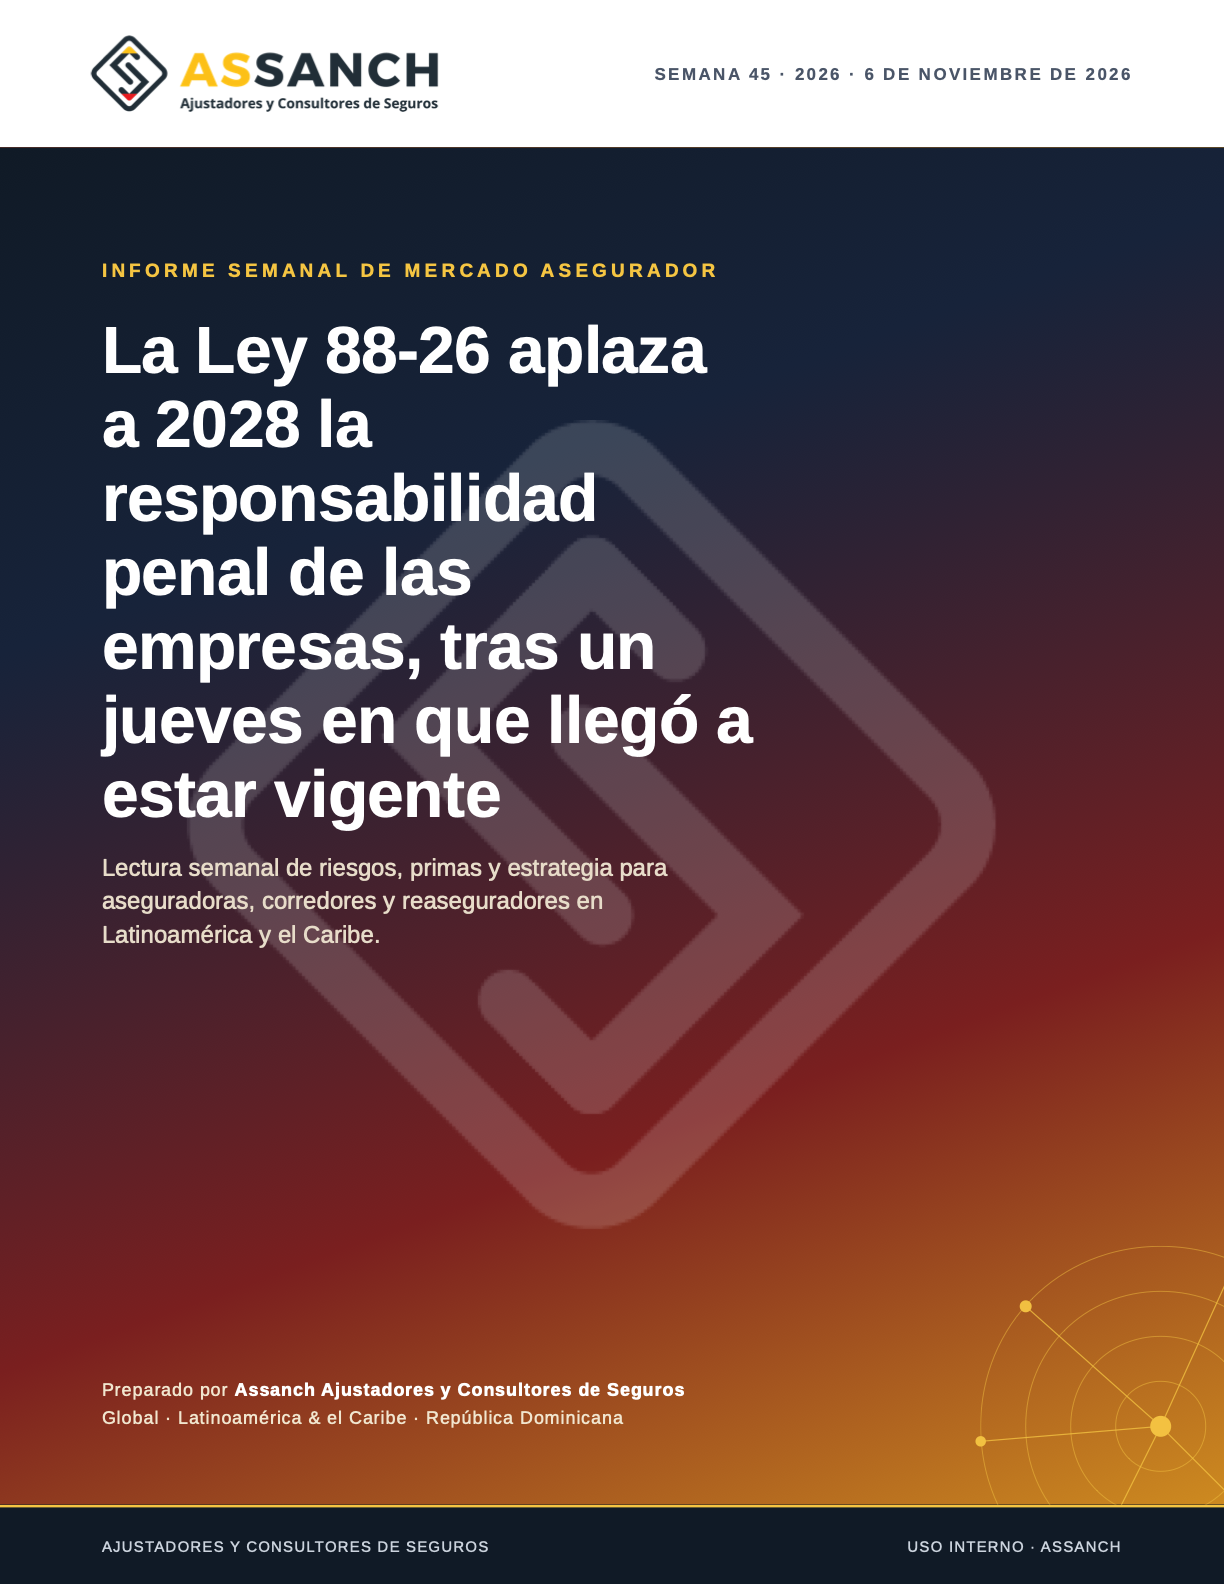 ASSANCH
Ajustadores y Consultores de Seguros
SEMANA 45 · 2026 · 6 DE NOVIEMBRE DE 2026
INFORME SEMANAL DE MERCADO ASEGURADOR
La Ley 88-26 aplaza
a 2028 la
responsabilidad
penal de las
empresas, tras un
jueves en que llegó a
estar vigente
Lectura semanal de riesgos, primas y estrategia para
aseguradoras, corredores y reaseguradores en
Latinoamérica y el Caribe.
Preparado por Assanch Ajustadores y Consultores de Seguros
Global · Latinoamérica & el Caribe · República Dominicana
AJUSTADORES Y CONSULTORES DE SEGUROS
USO INTERNO · ASSANCH